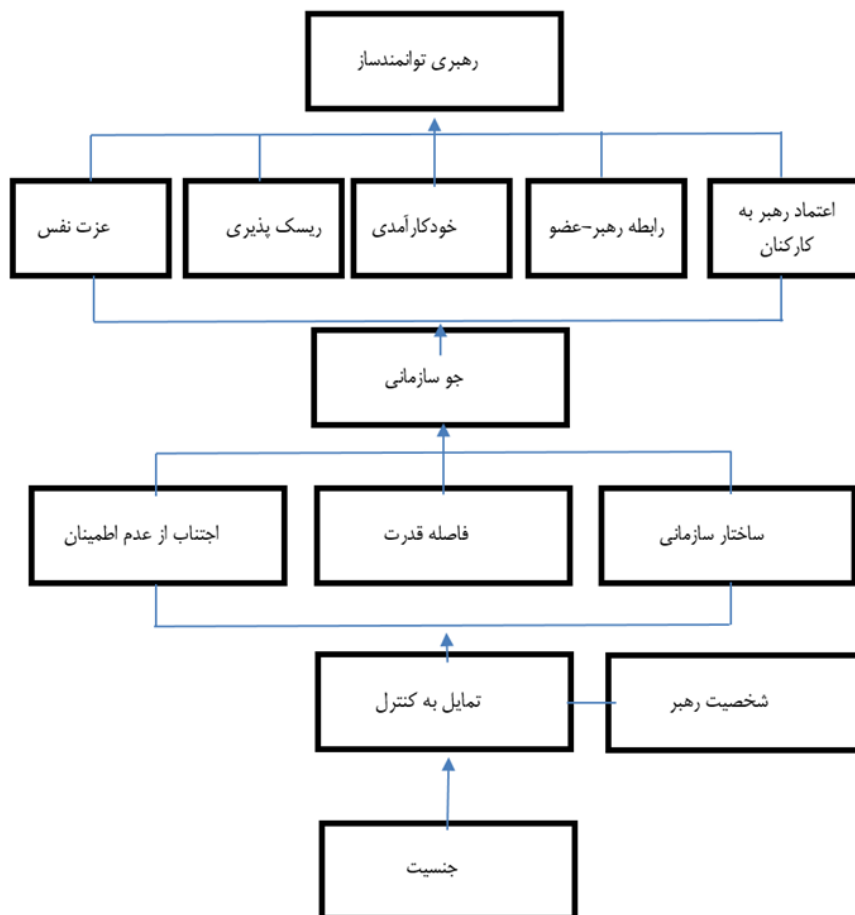 رهبری توانمندساز
اعتماد رهبر به
کارکنان
رابطه رهبر-عضو
خودکارآمدی
ریسک پذیری
عزت نفس
جو سازمانی
ساختار سازمانی
فاصله قدرت
اجتناب از عدم اطمینان
شخصیت رهبر
تمایل به کنترل
جنسیت